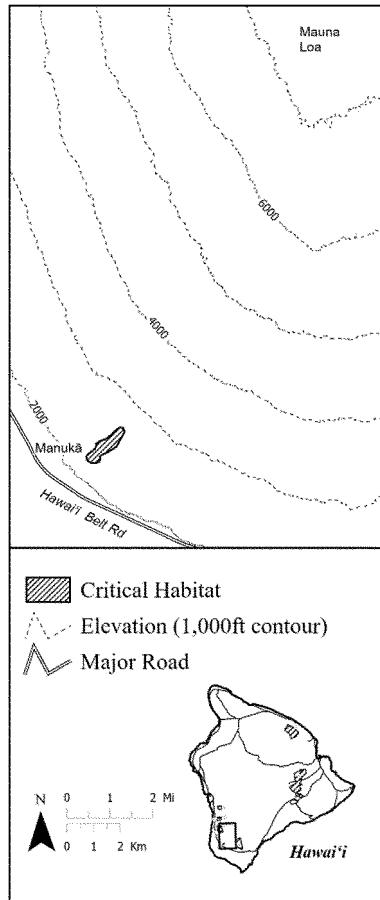 Mauna
Loa
6000
4000
2000
Manukā
Hawai‘i Belt Rd
Critical Habitat
Elevation (1,000ft contour)
Major Road
N
0 1 2 Mi
0 1 2 Km
Hawai‘i